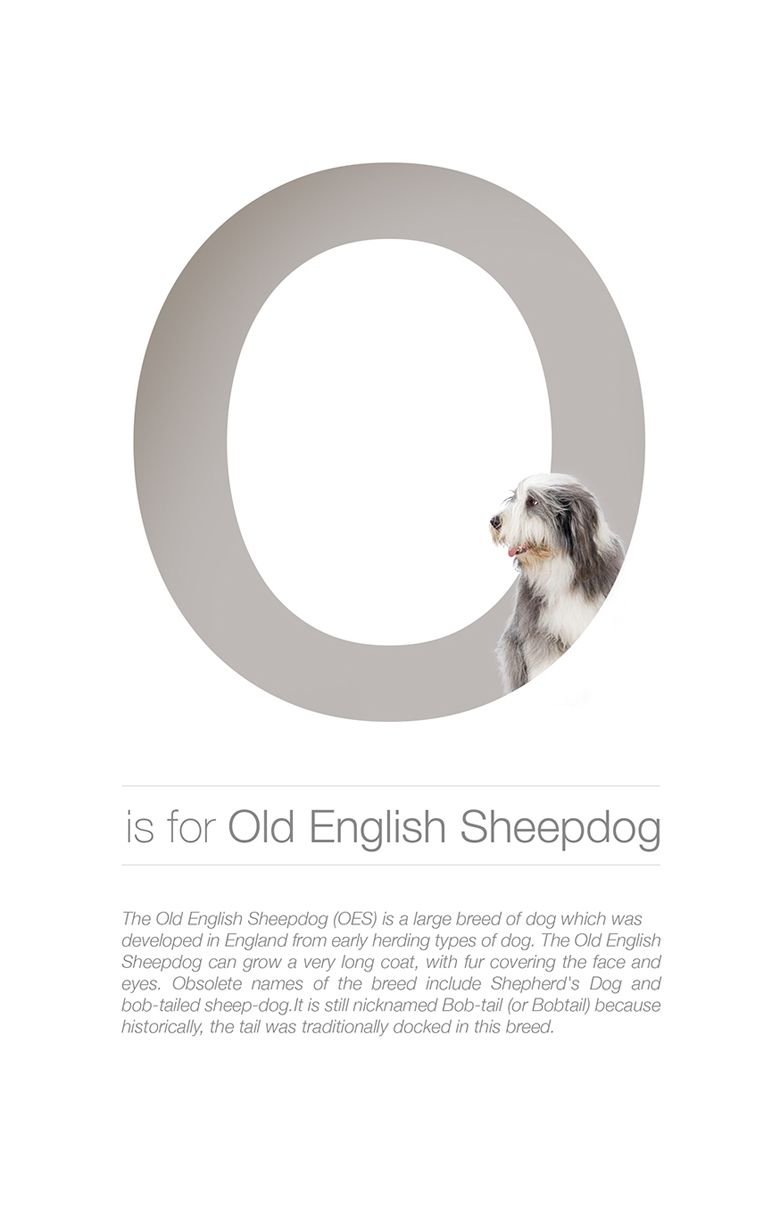 O
is for Old English Sheepdog
The Old English Sheepdog (OES) is a large breed of dog which was
developed in England from early herding types of dog. The Old English
Sheepdog can grow a very long coat, with fur covering the face and
eyes. Obsolete names of the breed include Shepherd's Dog and
bob-tailed sheep-dog.It is still nicknamed Bob-tail (or Bobtail) because
historically, the tail was traditionally docked in this breed.